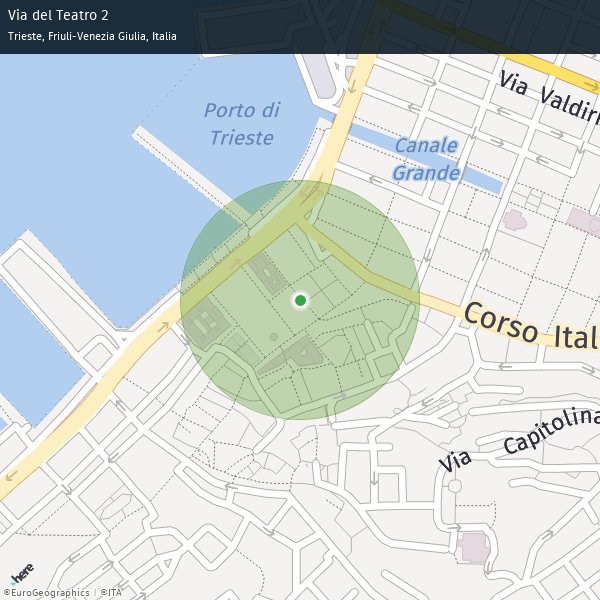 Via del Teatro 2
Trieste, Friuli-Venezia Giulia, Italia
Via Valdiri
Porto di
Trieste
Canale
Grande
Corso Ital
Via Capitolina
here
©EuroGeographics | ©ITA